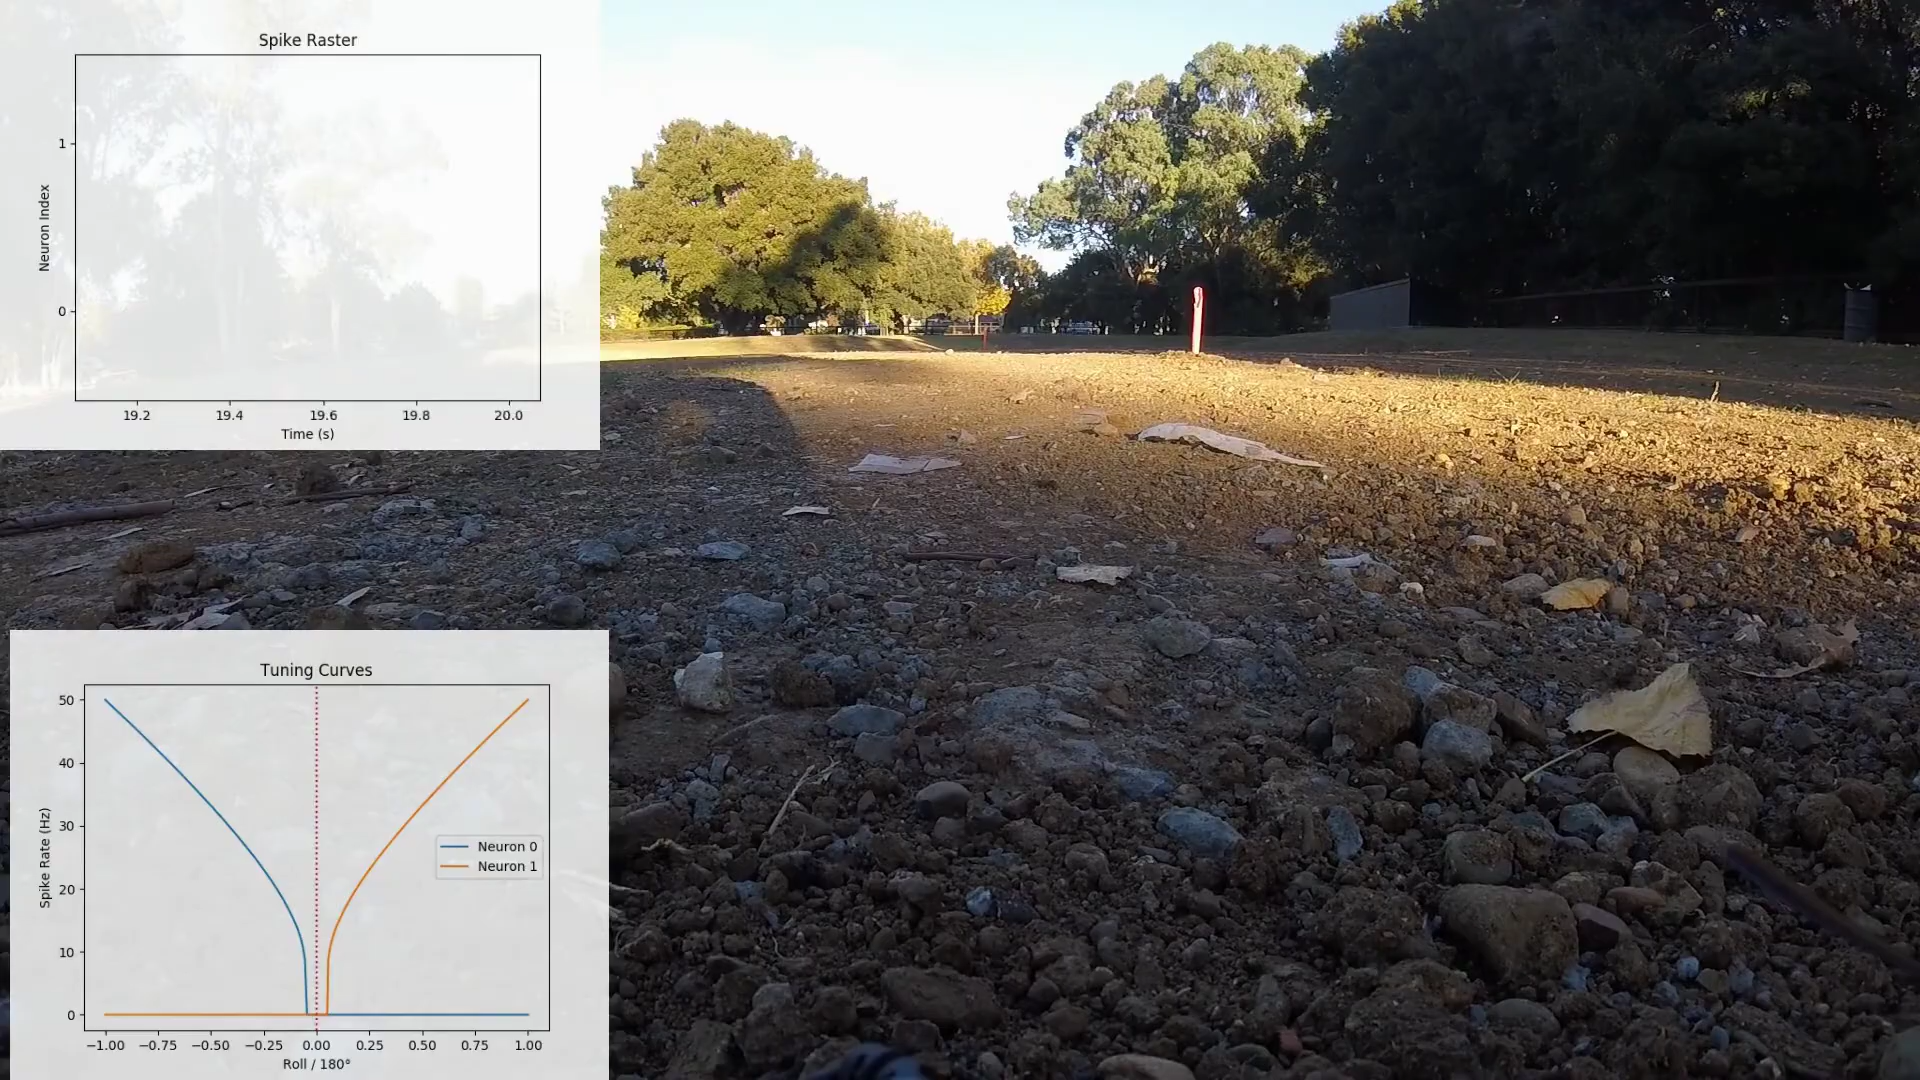 Spike Raster
1
0
Neuron Index
19.2 19.4 19.6 19.8 20.0
Time (s)
Tuning Curves
50
40
30
20
10
0
Spike Rate (Hz)
Neuron 0
Neuron 1
−1.00 −0.75 −0.50 −0.25 0.00 0.25 0.50 0.75 1.00
Roll / 180°